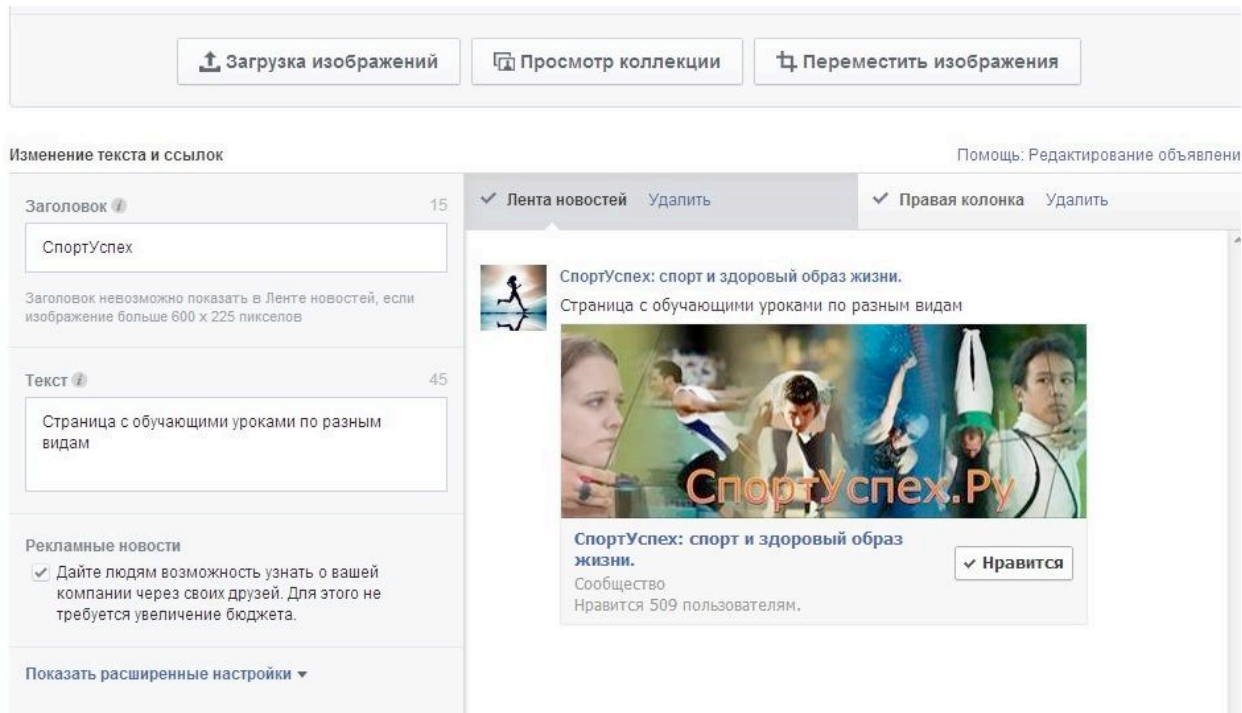 Загрузка изображений
Просмотр коллекции
Переместить изображения
Изменение текста и ссылок
Помощь: Редактирование объявлени
Заголовок
15
СпортУспех
Заголовок невозможно показать в Ленте новостей, если
изображение больше 600 x 225 пикселов
Текст
45
Страница с обучающими уроками по разным
видам
Рекламные новости
Дайте людям возможность узнать о вашей
компании через своих друзей. Для этого не
требуется увеличение бюджета.
Показать расширенные настройки
Лента новостей Удалить
Правая колонка Удалить
СпортУспех: спорт и здоровый образ жизни.
Страница с обучающими уроками по разным видам
СпортУспех.Ру
СпортУспех: спорт и здоровый образ
жизни.
Сообщество
Нравится 509 пользователям.
Нравится